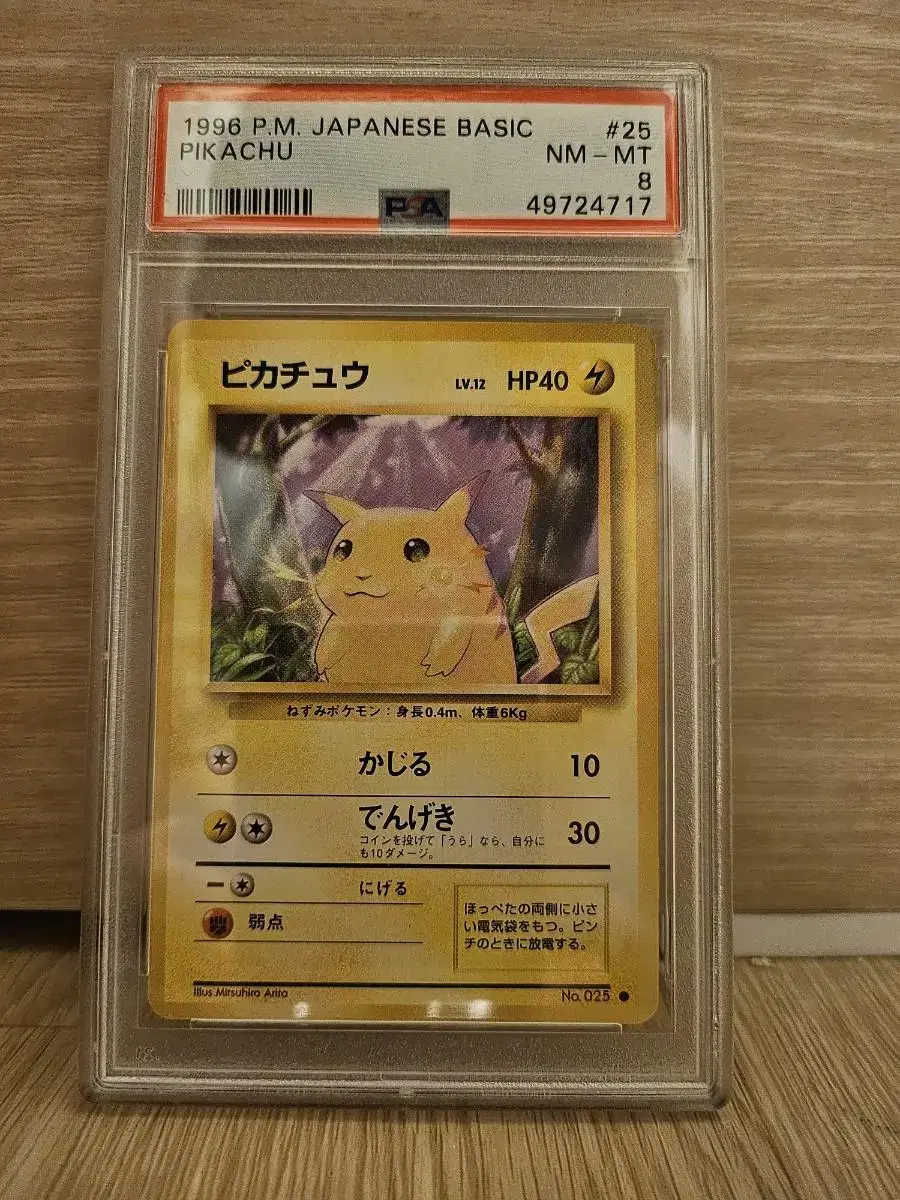 1996 P.M. JAPANESE BASIC #25
PIKACHU NM - MT
8
PSA 49724717
ピカチュウ LV.12 HP40
ねずみポケモン：身長0.4m、体重6Kg
かじる 10
でんげき 30
コインを投げて「うら」なら、自分に
も10ダメージ。
にげる
弱点
ほっぺたの両側に小さ
い電気袋をもつ。ピン
チのときに放電する。
Illus.Mitsuhiro Arita No. 025